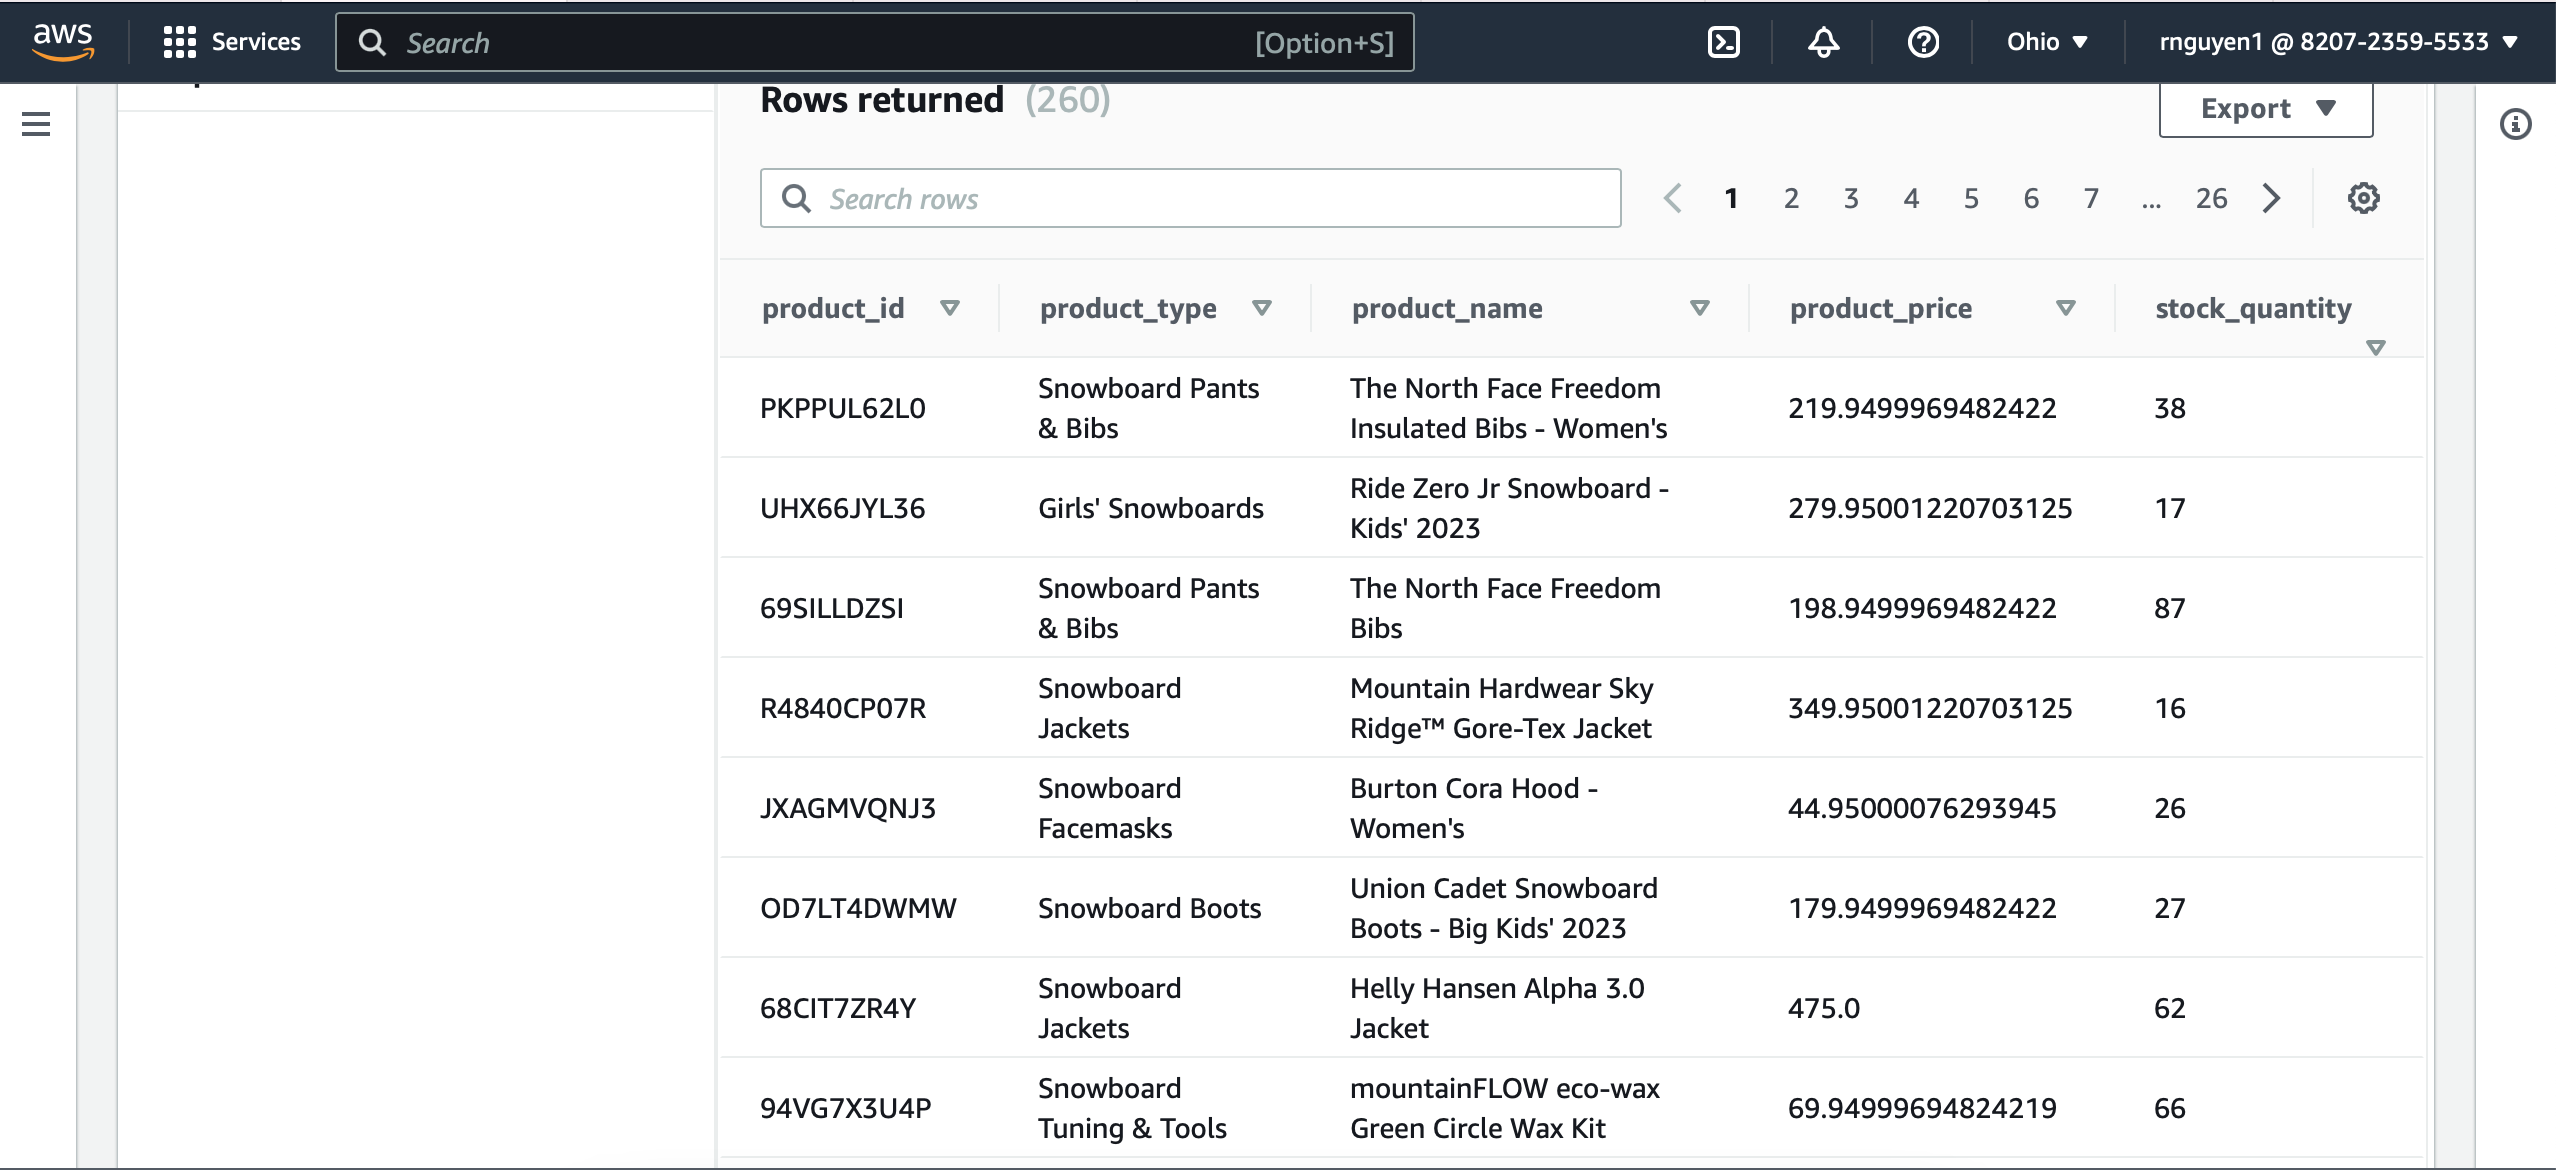 aws
Services
Search
[Option+S]
Ohio
rnguyen1 @ 8207-2359-5533
Rows returned (260)
Export
Search rows
1 2 3 4 5 6 7 ... 26
product_id product_type product_name product_price stock_quantity
PKPPUL62L0
Snowboard Pants
& Bibs
The North Face Freedom
Insulated Bibs - Women's
219.9499969482422
38
UHX66JYL36
Girls' Snowboards
Ride Zero Jr Snowboard -
Kids' 2023
279.95001220703125
17
69SILLDZSI
Snowboard Pants
& Bibs
The North Face Freedom
Bibs
198.9499969482422
87
R4840CP07R
Snowboard
Jackets
Mountain Hardwear Sky
Ridge™ Gore-Tex Jacket
349.95001220703125
16
JXAGMVQNJ3
Snowboard
Facemasks
Burton Cora Hood -
Women's
44.95000076293945
26
OD7LT4DWMW
Snowboard Boots
Union Cadet Snowboard
Boots - Big Kids' 2023
179.9499969482422
27
68CIT7ZR4Y
Snowboard
Jackets
Helly Hansen Alpha 3.0
Jacket
475.0
62
94VG7X3U4P
Snowboard
Tuning & Tools
mountainFLOW eco-wax
Green Circle Wax Kit
69.94999694824219
66